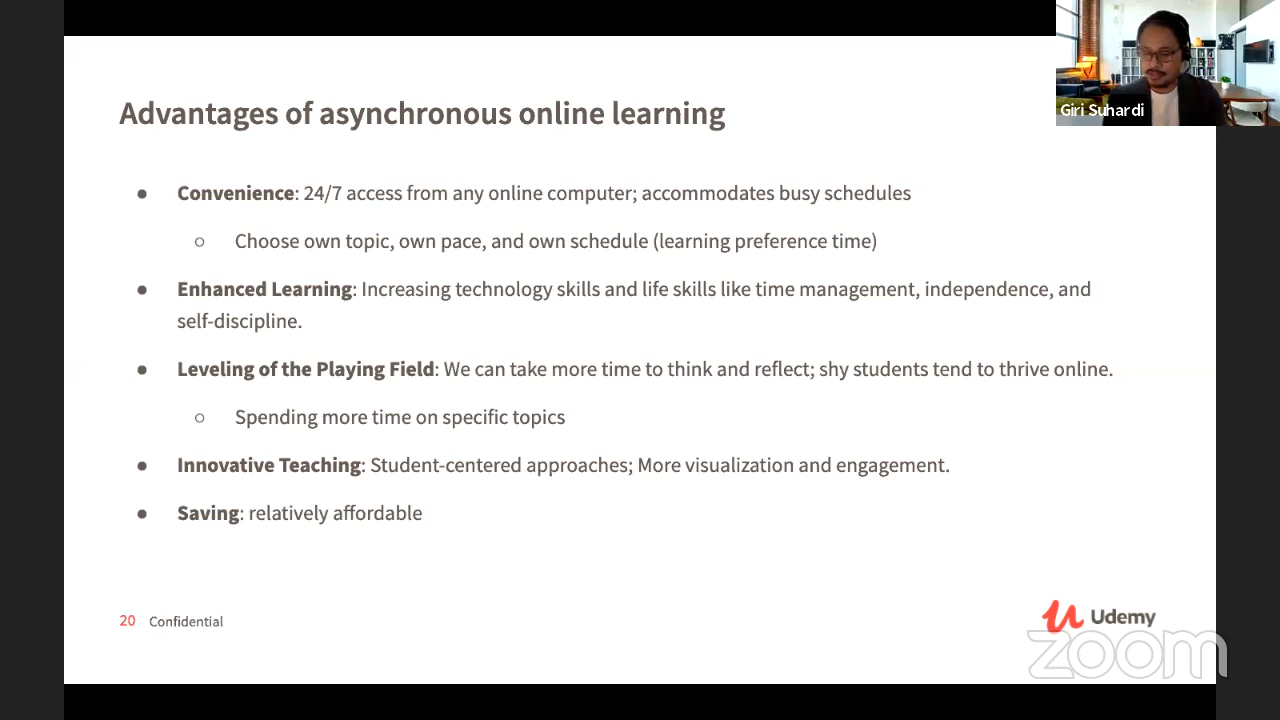 Giri Suhardi
Advantages of asynchronous online learning
● Convenience: 24/7 access from any online computer; accommodates busy schedules
○ Choose own topic, own pace, and own schedule (learning preference time)
● Enhanced Learning: Increasing technology skills and life skills like time management, independence, and
self-discipline.
● Leveling of the Playing Field: We can take more time to think and reflect; shy students tend to thrive online.
○ Spending more time on specific topics
● Innovative Teaching: Student-centered approaches; More visualization and engagement.
● Saving: relatively affordable
20 Confidential
Udemy
zoom